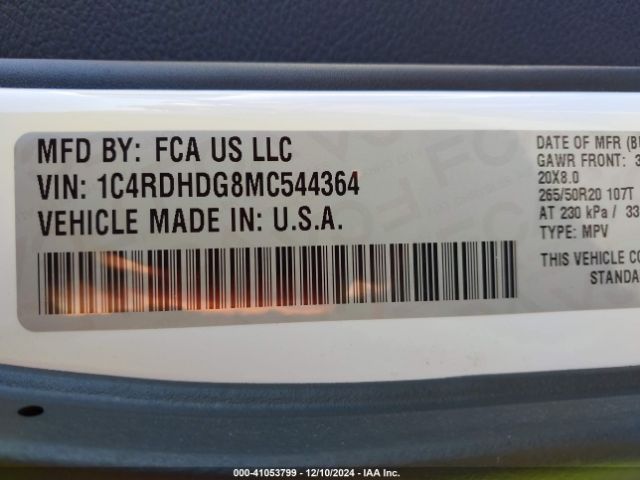 MFD BY: FCA US LLC
VIN: 1C4RDHDG8MC544364
VEHICLE MADE IN: U.S.A.
DATE OF MFR
GAWR FRONT:
20X8.0
265/50R20 107T
AT 230 kPa / 33
TYPE: MPV
THIS VEHICLE
000-41053799 - 12/10/2024 - IAA Inc.